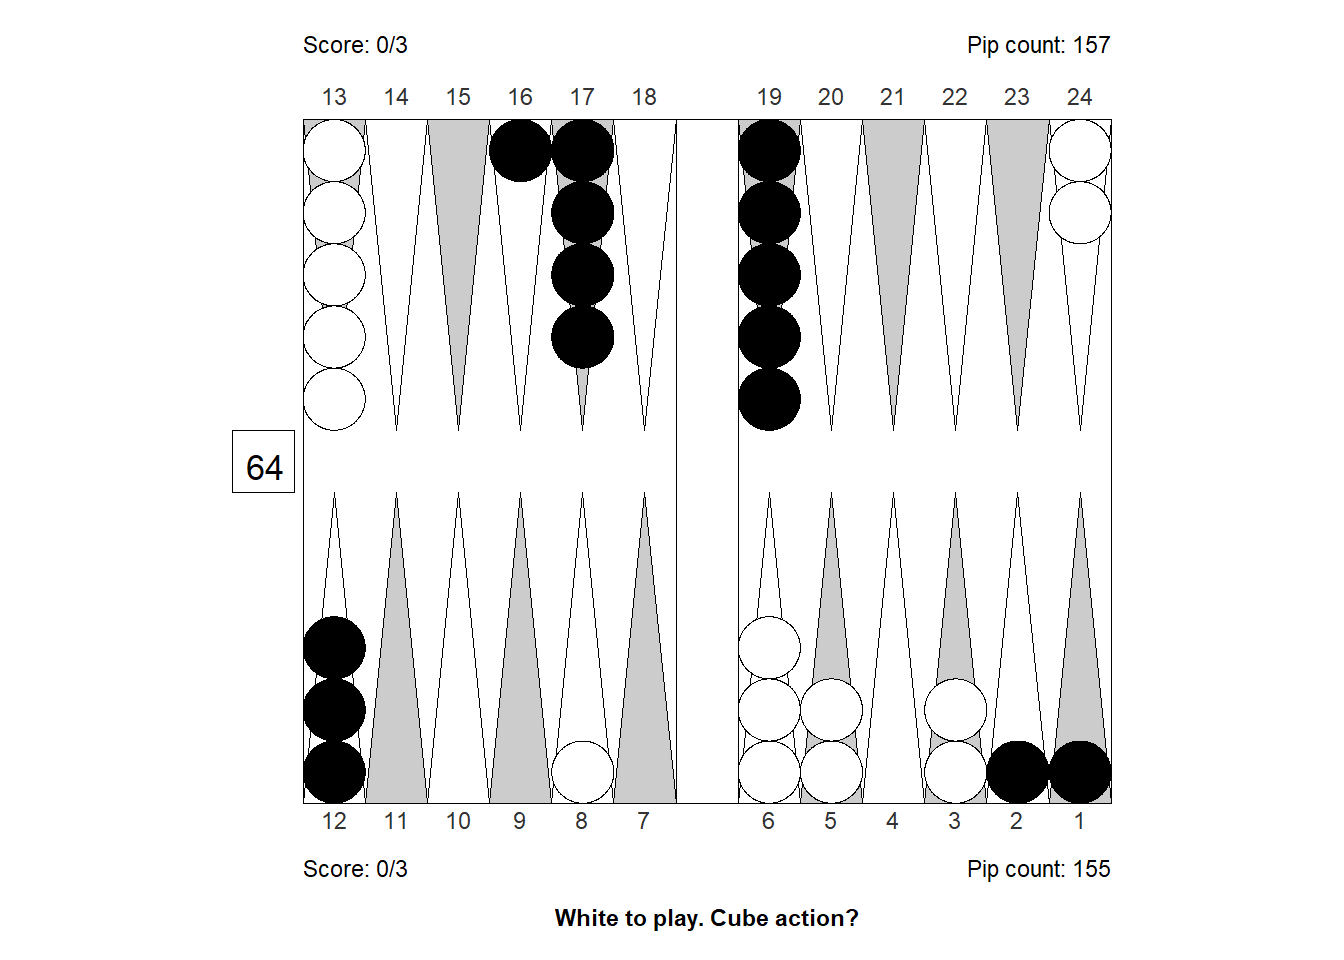 Score: 0/3 Pip count: 157
13 14 15 16 17 18 19 20 21 22 23 24
64
12 11 10 9 8 7 6 5 4 3 2 1
Score: 0/3 Pip count: 155
White to play. Cube action?